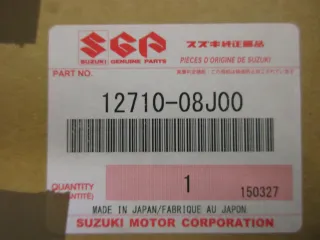 SGP スズキ純正部品
SUZUKI GENUINE PARTS PIÈCES D'ORIGINE DE SUZUKI
PART NO.
12710-08J00
QUANTITY 1 150327
MADE IN JAPAN/FABRIQUE AU JAPON
SUZUKI MOTOR CORPORATION